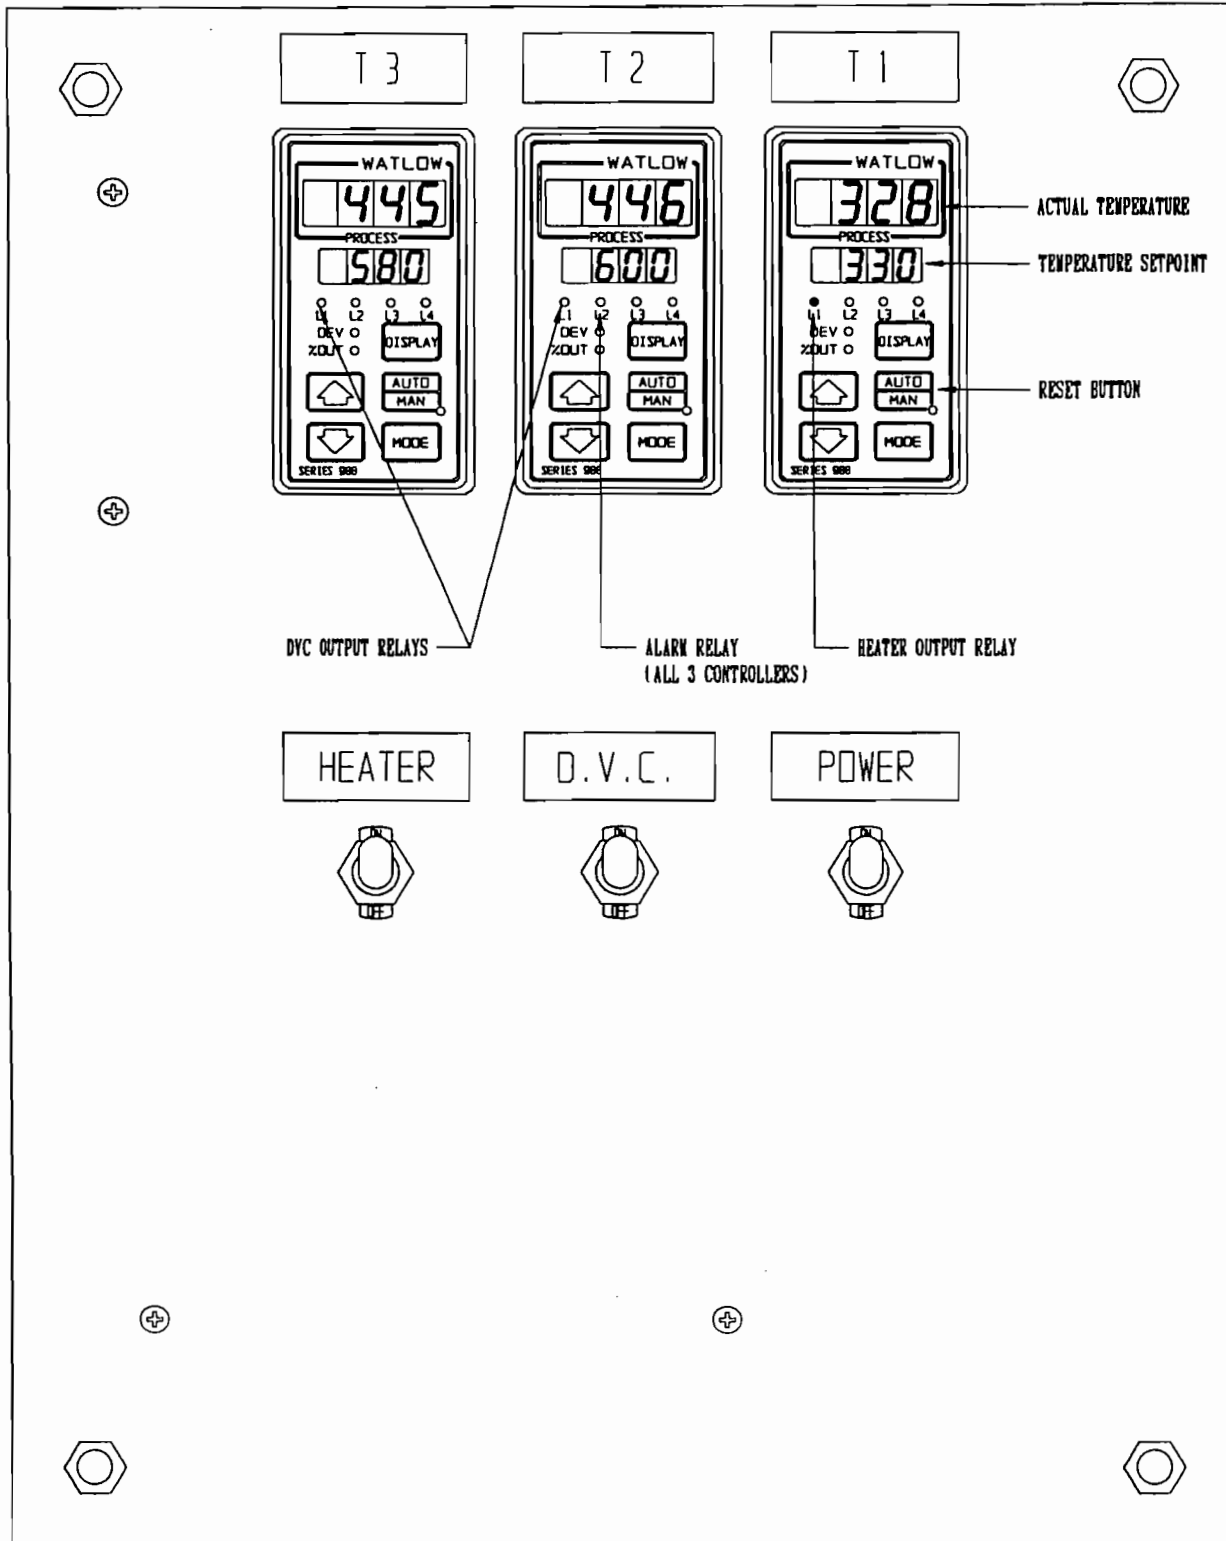 T 3
T 2
T 1
WATLOW
445
PROCESS
580
L1 L2 L3 L4
DEV
%OUT
DISPLAY
AUTO
MAN
MODE
SERIES 988
WATLOW
446
PROCESS
600
L1 L2 L3 L4
DEV
%OUT
DISPLAY
AUTO
MAN
MODE
SERIES 988
WATLOW
328
PROCESS
330
L1 L2 L3 L4
DEV
%OUT
DISPLAY
AUTO
MAN
MODE
SERIES 988
ACTUAL TEMPERATURE
TEMPERATURE SETPOINT
RESET BUTTON
DVC OUTPUT RELAYS
ALARM RELAY
(ALL 3 CONTROLLERS)
HEATER OUTPUT RELAY
HEATER
D.V.C.
POWER
ON
OFF
ON
OFF
ON
OFF